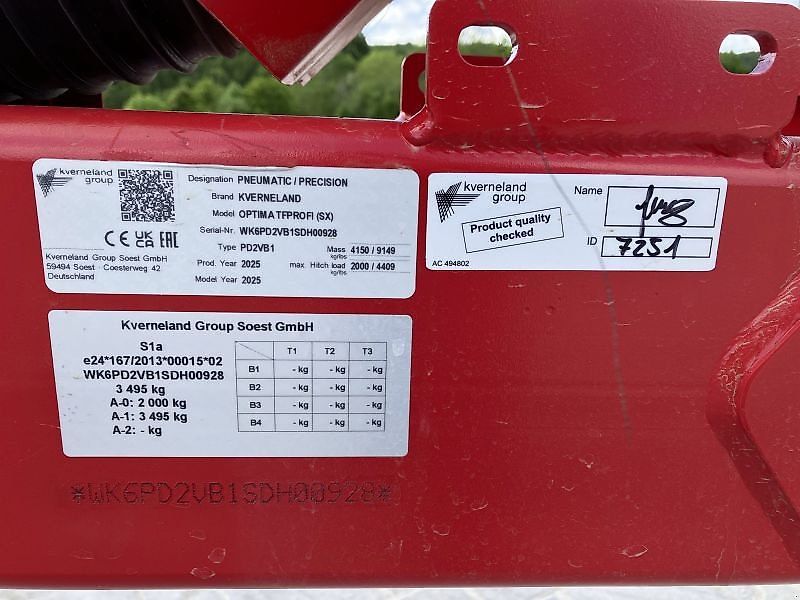 kverneland
group
Designation PNEUMATIC / PRECISION
Brand KVERNELAND
Model OPTIMA TFPROFI (SX)
Serial-Nr. WK6PD2VB1SDH00928
Type PD2VB1
Mass kg/lbs 4150 / 9149
Prod. Year 2025
max. Hitch load kg/lbs 2000 / 4409
Model Year 2025
CE UKCA EAC
Kverneland Group Soest GmbH
59494 Soest · Coesterweg 42
Deutschland
kverneland
group
Product quality
checked
AC 494802
Name
ID 7251
Kverneland Group Soest GmbH
S1a
e24*167/2013*00015*02
WK6PD2VB1SDH00928
3 495 kg
A-0: 2 000 kg
A-1: 3 495 kg
A-2: - kg
T1 T2 T3
B1 - kg - kg - kg
B2 - kg - kg - kg
B3 - kg - kg - kg
B4 - kg - kg - kg
*WK6PD2VB1SDH00928*